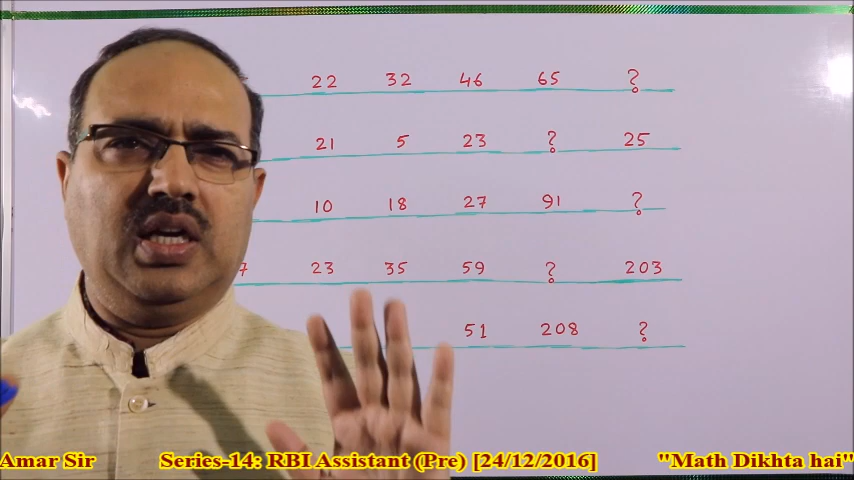 22 32 46 65 ?
21 5 23 ? 25
10 18 27 91 ?
7 23 35 59 ? 203
51 208 ?
Amar Sir Series-14: RBI Assistant (Pre) [24/12/2016] "Math Dikhta hai"